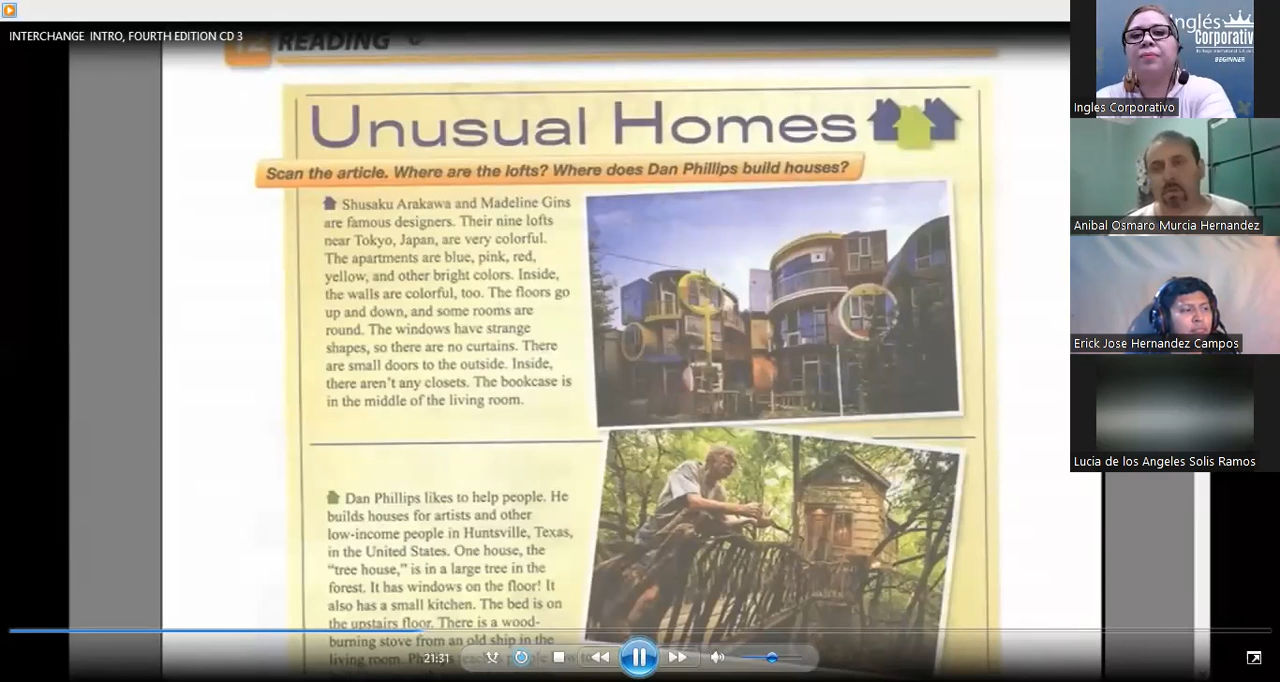 INTERCHANGE INTRO, FOURTH EDITION CD 3
12 READING
Unusual Homes
Scan the article. Where are the lofts? Where does Dan Phillips build houses?
Shusaku Arakawa and Madeline Gins
are famous designers. Their nine lofts
near Tokyo, Japan, are very colorful.
The apartments are blue, pink, red,
yellow, and other bright colors. Inside,
the walls are colorful, too. The floors go
up and down, and some rooms are
round. The windows have strange
shapes, so there are no curtains. There
are small doors to the outside. Inside,
there aren't any closets. The bookcase is
in the middle of the living room.
Dan Phillips likes to help people. He
builds houses for artists and other
low-income people in Huntsville, Texas,
in the United States. One house, the
"tree house," is in a large tree in the
forest. It has windows on the floor! It
also has a small kitchen. The bed is on
the upstairs floor. There is a wood-
burning stove from an old ship in the
living room.
21:31
Inglés
Corporativo
BEGINNER
Ingles Corporativo
Anibal Osmaro Murcia Hernandez
Erick Jose Hernandez Campos
Lucia de los Angeles Solis Ramos